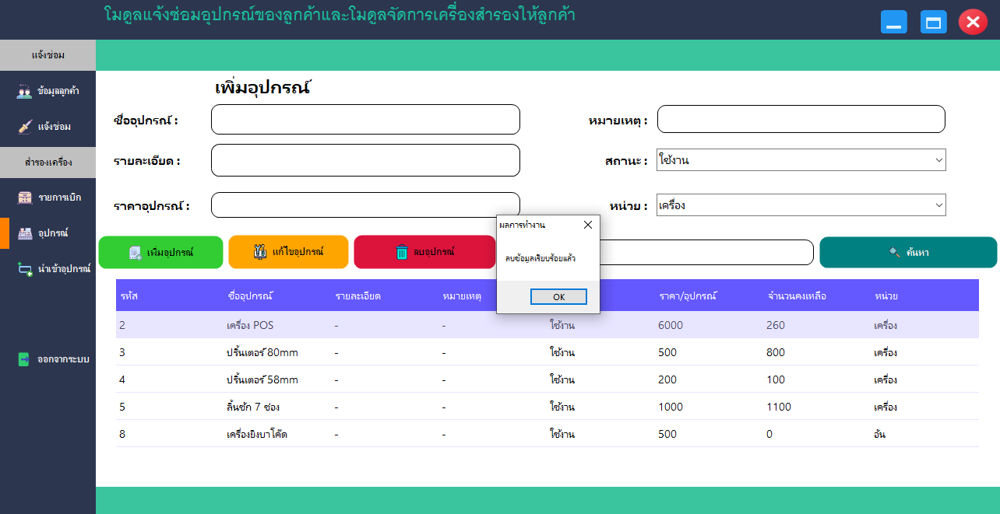 โมดูลแจ้งซ่อมอุปกรณ์ของลูกค้าและโมดูลจัดการเครื่องสำรองให้ลูกค้า
แจ้งซ่อม
ข้อมูลลูกค้า
แจ้งซ่อม
สำรองเครื่อง
รายการเบิก
อุปกรณ์
นำเข้าอุปกรณ์
ออกจากระบบ
เพิ่มอุปกรณ์
ชื่ออุปกรณ์ :
หมายเหตุ :
รายละเอียด :
สถานะ : ใช้งาน
ราคาอุปกรณ์ :
หน่วย : เครื่อง
เพิ่มอุปกรณ์ แก้ไขอุปกรณ์ ลบอุปกรณ์ ค้นหา
ผลการทำงาน
ลบข้อมูลเรียบร้อยแล้ว
OK
รหัส ชื่ออุปกรณ์ รายละเอียด หมายเหตุ ราคา/อุปกรณ์ จำนวนคงเหลือ หน่วย
2 เครื่อง POS - - ใช้งาน 6000 260 เครื่อง
3 ปริ้นเตอร์ 80mm - - ใช้งาน 500 800 เครื่อง
4 ปริ้นเตอร์ 58mm - - ใช้งาน 200 100 เครื่อง
5 ลิ้นชัก 7 ช่อง - - ใช้งาน 1000 1100 เครื่อง
8 เครื่องยิงบาโค๊ด - - ใช้งาน 500 0 อัน